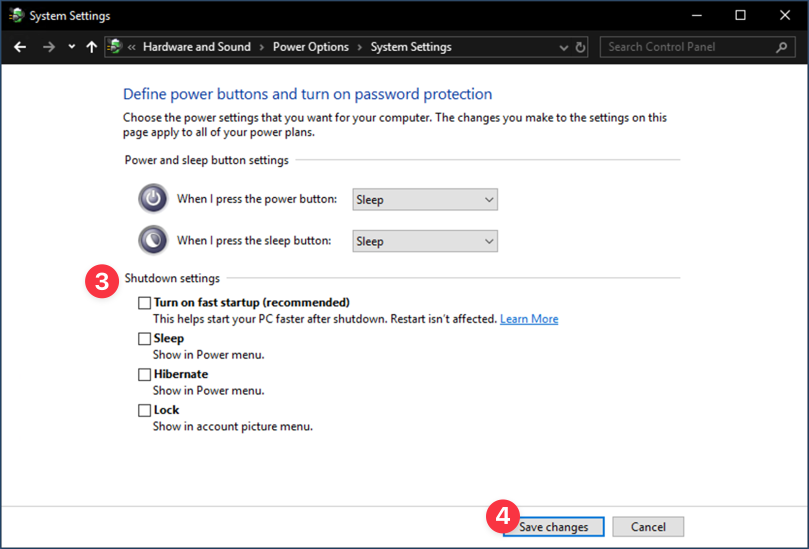 System Settings
« Hardware and Sound > Power Options > System Settings
Search Control Panel
Define power buttons and turn on password protection
Choose the power settings that you want for your computer. The changes you make to the settings on this
page apply to all of your power plans.
Power and sleep button settings
When I press the power button: Sleep
When I press the sleep button: Sleep
3 Shutdown settings
Turn on fast startup (recommended)
This helps start your PC faster after shutdown. Restart isn't affected. Learn More
Sleep
Show in Power menu.
Hibernate
Show in Power menu.
Lock
Show in account picture menu.
4 Save changes Cancel